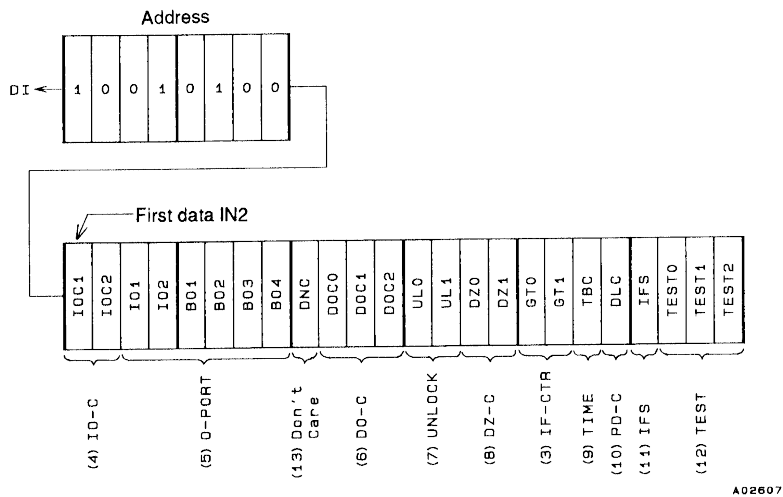 Address
DI
1 0 0 1 0 1 0 0
First data IN2
IOC1 IOC2 IO1 IO2 BO1 BO2 BO3 BO4 DNC DOC0 DOC1 DOC2 UL0 UL1 DZ0 DZ1 GT0 GT1 TBC DLC IFS TEST0 TEST1 TEST2
(4) IO-C
(5) O-PORT
(13) Don't
Care
(6) DO-C
(7) UNLOCK
(8) DZ-C
(3) IF-CTR
(9) TIME
(10) PD-C
(11) IFS
(12) TEST
A02607